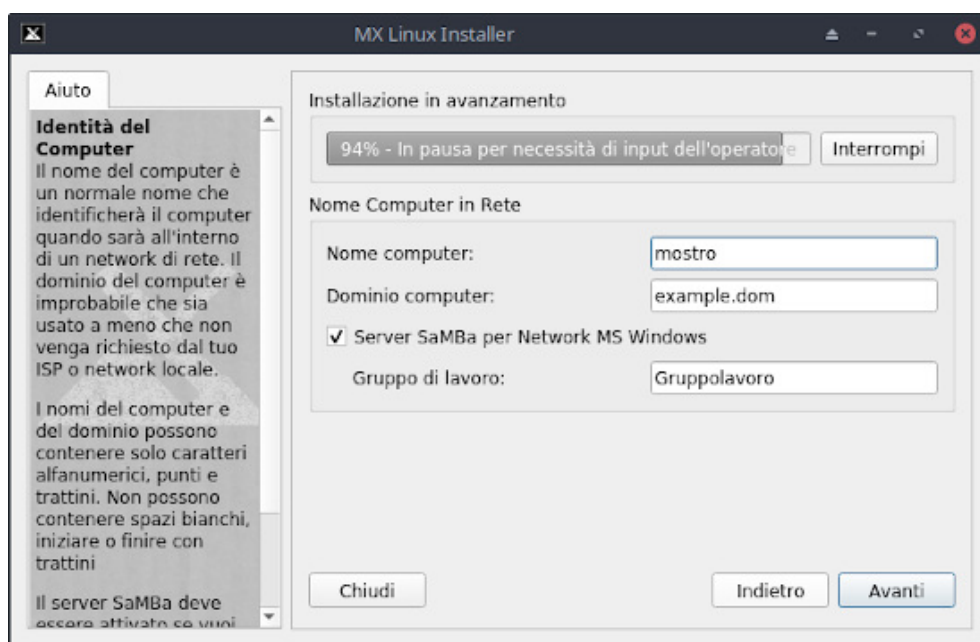 MX Linux Installer
Aiuto
Identità del
Computer
Il nome del computer è
un normale nome che
identificherà il computer
quando sarà all'interno
di un network di rete. Il
dominio del computer è
improbabile che sia
usato a meno che non
venga richiesto dal tuo
ISP o network locale.
I nomi del computer e
del dominio possono
contenere solo caratteri
alfanumerici, punti e
trattini. Non possono
contenere spazi bianchi,
iniziare o finire con
trattini
Il server SaMBa deve
essere attivato se vuoi
Installazione in avanzamento
94% - In pausa per necessità di input dell'operatore
Interrompi
Nome Computer in Rete
Nome computer:
mostro
Dominio computer:
example.dom
Server SaMBa per Network MS Windows
Gruppo di lavoro:
Gruppolavoro
Chiudi
Indietro
Avanti